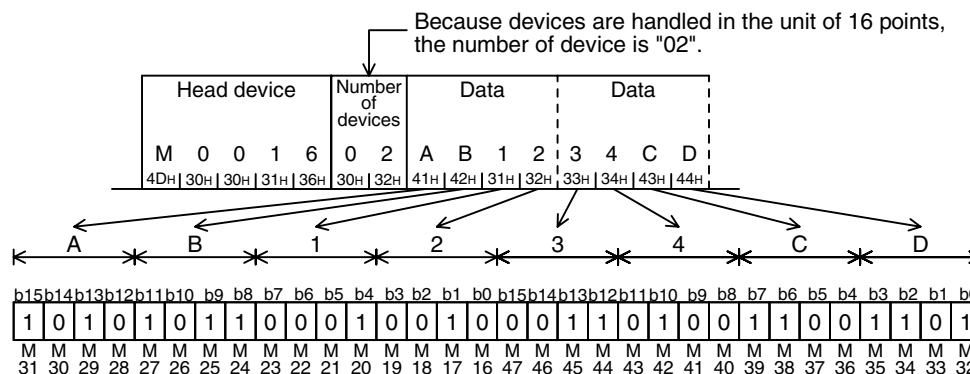 Because devices are handled in the unit of 16 points,
the number of device is "02".
Head device Number of devices Data Data
M 0 0 1 6 0 2 A B 1 2 3 4 C D
4DH 30H 30H 31H 36H 30H 32H 41H 42H 31H 32H 33H 34H 43H 44H
A B 1 2 3 4 C D
b15 b14 b13 b12 b11 b10 b9 b8 b7 b6 b5 b4 b3 b2 b1 b0 b15 b14 b13 b12 b11 b10 b9 b8 b7 b6 b5 b4 b3 b2 b1
1 0 1 0 1 0 1 1 0 0 0 1 0 0 1 0 0 0 1 1 0 1 0 0 1 1 0 0 1 1 0 1
M M M M M M M M M M M M M M M M M M M M M M M M M M M M M M M M
31 30 29 28 27 26 25 24 23 22 21 20 19 18 17 16 47 46 45 44 43 42 41 40 39 38 37 36 35 34 33 32